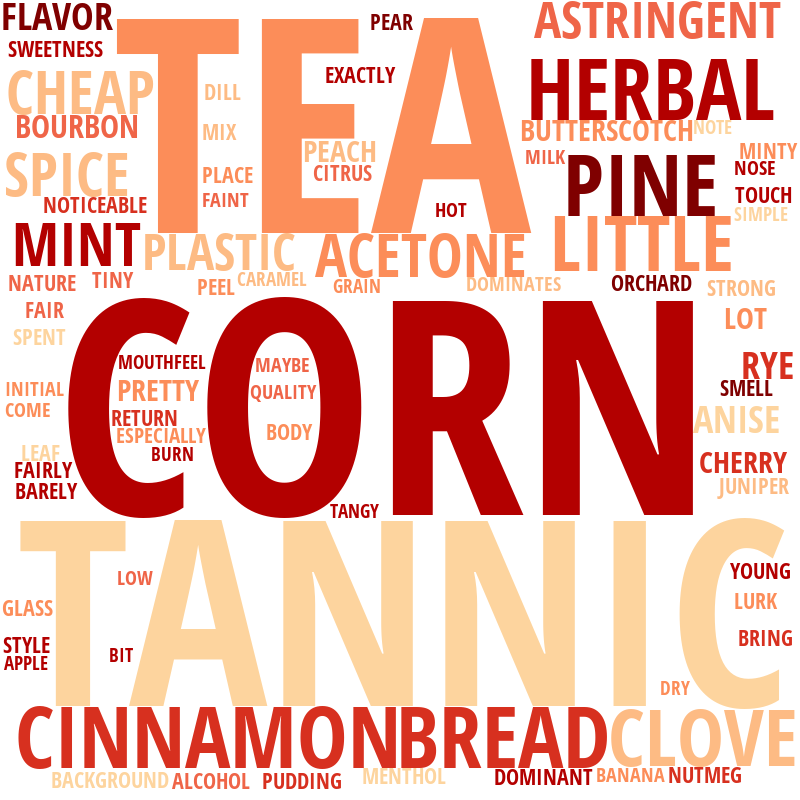 FLAVOR
TEA
PEAR
ASTRINGENT
SWEETNESS
EXACTLY
HERBAL
CHEAP
DILL
BOURBON
MIX
BUTTERSCOTCH
NOTE
SPICE
PEACH
MILK
PINE
MINTY
PLACE
CITRUS
NOSE
NOTICEABLE
FAINT
HOT
TOUCH
SIMPLE
MINT
PLASTIC
ACETONE
LITTLE
NATURE
TINY
PEEL
CARAMEL
GRAIN
DOMINATES
ORCHARD
STRONG
FAIR
CORN
LOT
SPENT
MOUTHFEEL
MAYBE
RYE
INITIAL
PRETTY
QUALITY
SMELL
COME
RETURN
ANISE
ESPECIALLY
BODY
LEAF
BURN
FAIRLY
CHERRY
BARELY
JUNIPER
TANGY
TANNIC
LOW
YOUNG
GLASS
LURK
STYLE
BIT
BRING
APPLE
DRY
CINNAMON
BREAD
CLOVE
BACKGROUND
ALCOHOL
PUDDING
MENTHOL
DOMINANT
BANANA
NUTMEG